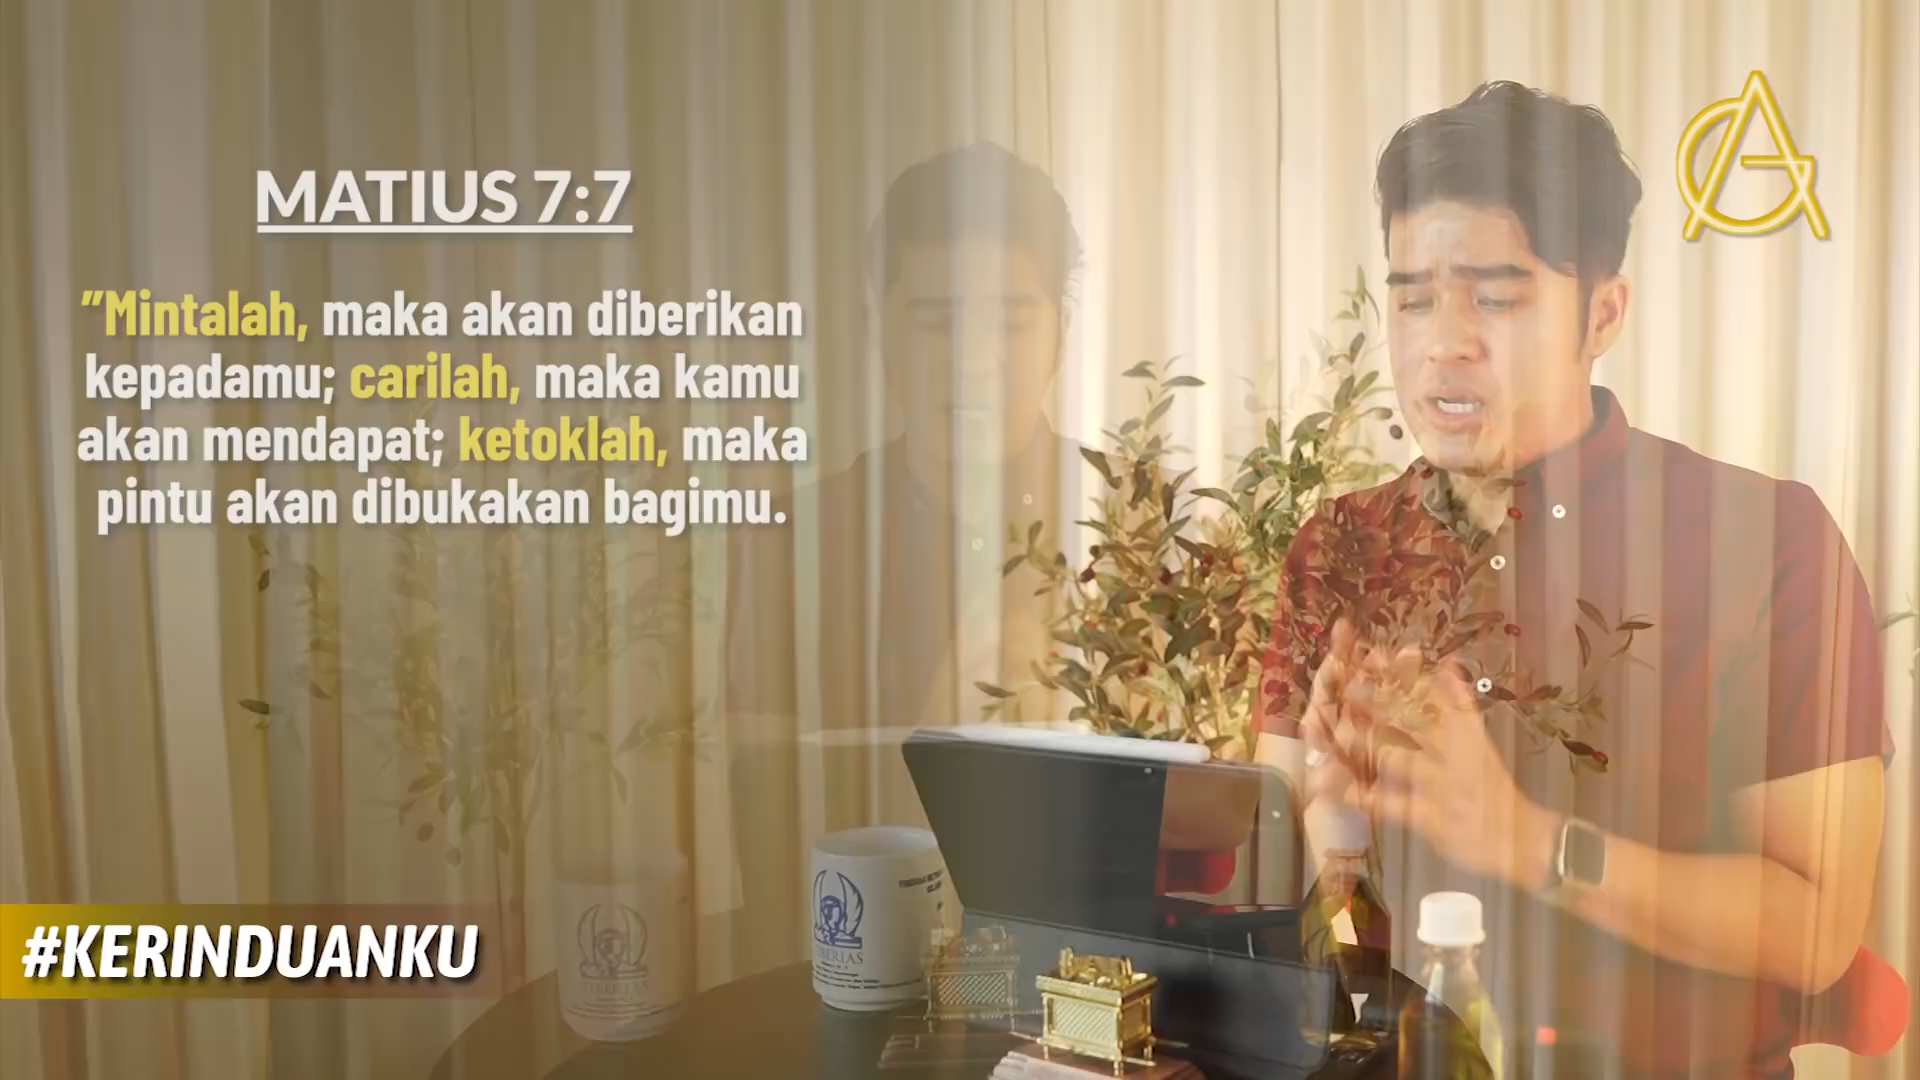 MATIUS 7:7
"Mintalah, maka akan diberikan
kepadamu; carilah, maka kamu
akan mendapat; ketoklah, maka
pintu akan dibukakan bagimu.
#KERINDUANKU